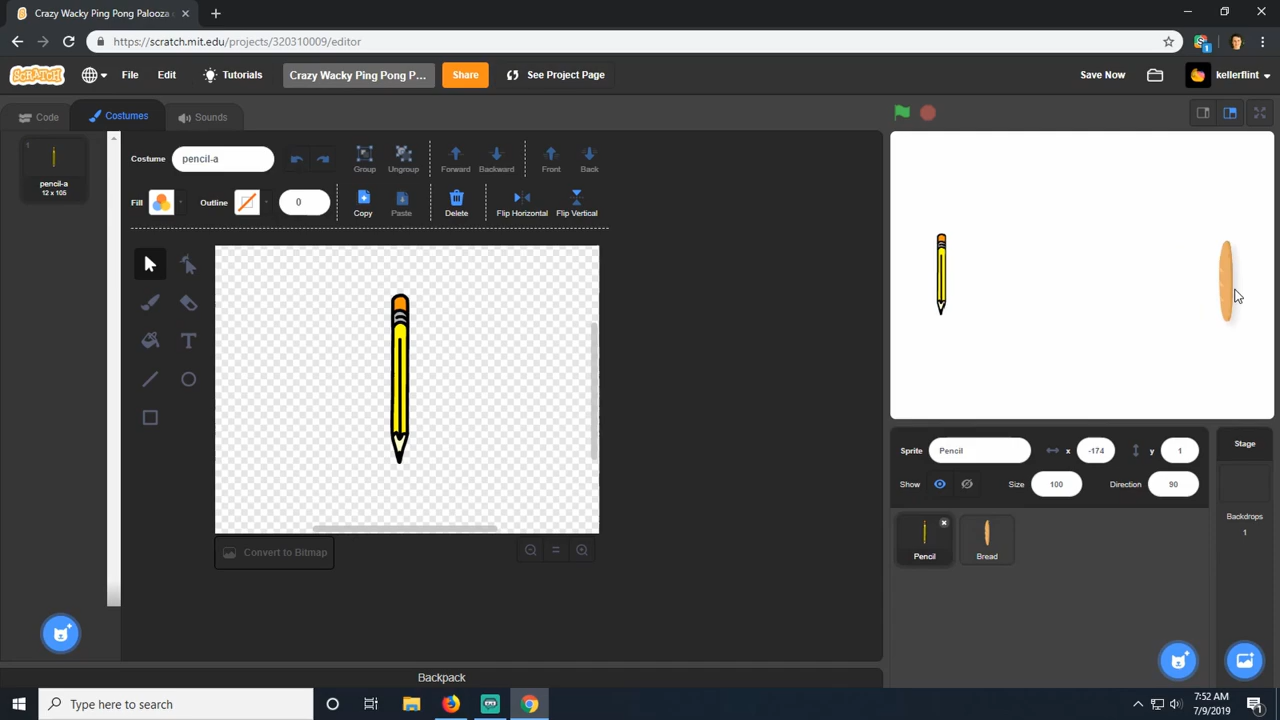 Crazy Wacky Ping Pong Palooza
https://scratch.mit.edu/projects/320310009/editor
1
SCRATCH
File
Edit
Tutorials
Crazy Wacky Ping Pong P...
Share
See Project Page
Save Now
kellerflint
Code
Costumes
Sounds
1
pencil-a
12 x 105
Costume
pencil-a
Group
Ungroup
Forward
Backward
Front
Back
Fill
Outline
0
Copy
Paste
Delete
Flip Horizontal
Flip Vertical
T
Convert to Bitmap
Sprite
Pencil
x
-174
y
1
Show
Size
100
Direction
90
Stage
Backdrops
1
Pencil
Bread
Backpack
Type here to search
7:52 AM
7/9/2019
1